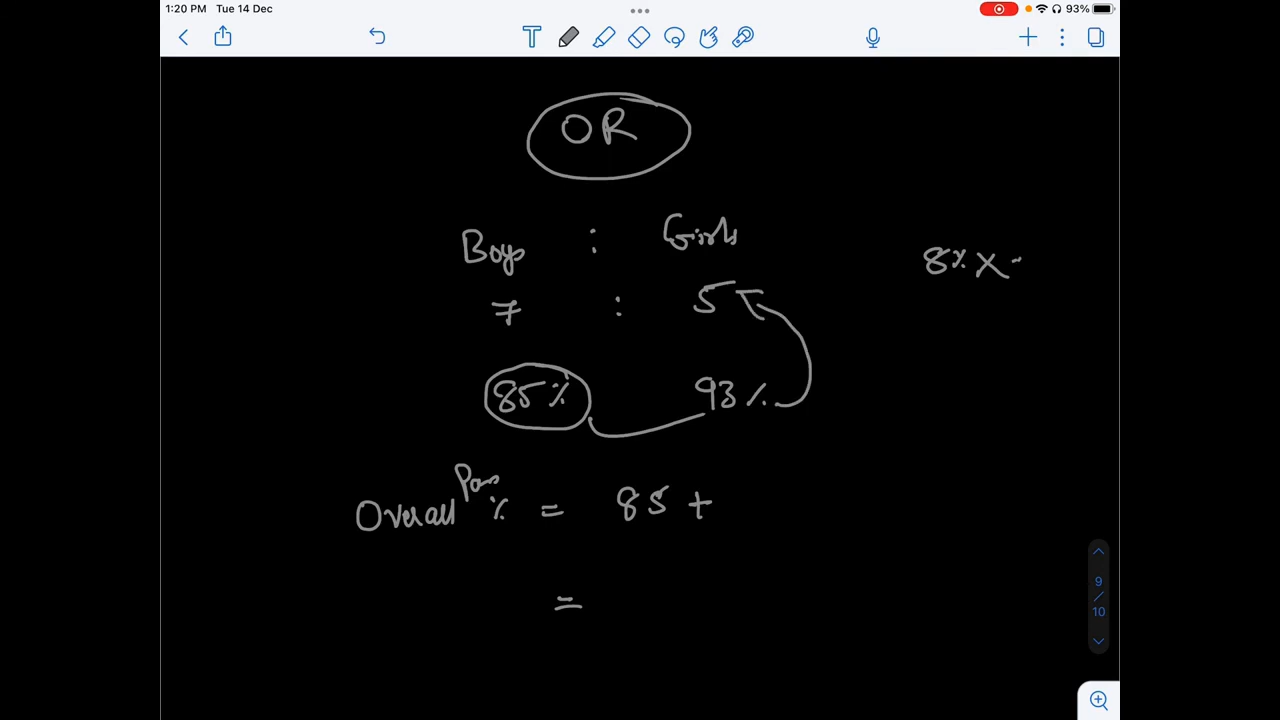 1:20 PM Tue 14 Dec
93%
T
OR
Boys : Girls
8% X
7 : 5
85% 93%
Pass
Overall % = 85 +
=
9
/
10